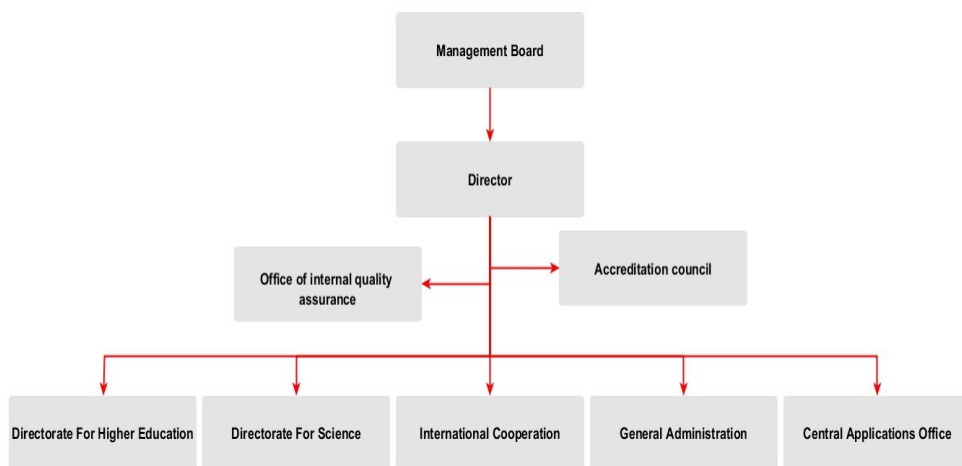 Management Board
Director
Accreditation council
Office of internal quality
assurance
Directorate For Higher Education
Directorate For Science
International Cooperation
General Administration
Central Applications Office